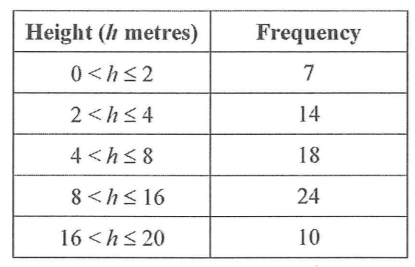 Height (h metres) Frequency
0 < h ≤ 2 7
2 < h ≤ 4 14
4 < h ≤ 8 18
8 < h ≤ 16 24
16 < h ≤ 20 10